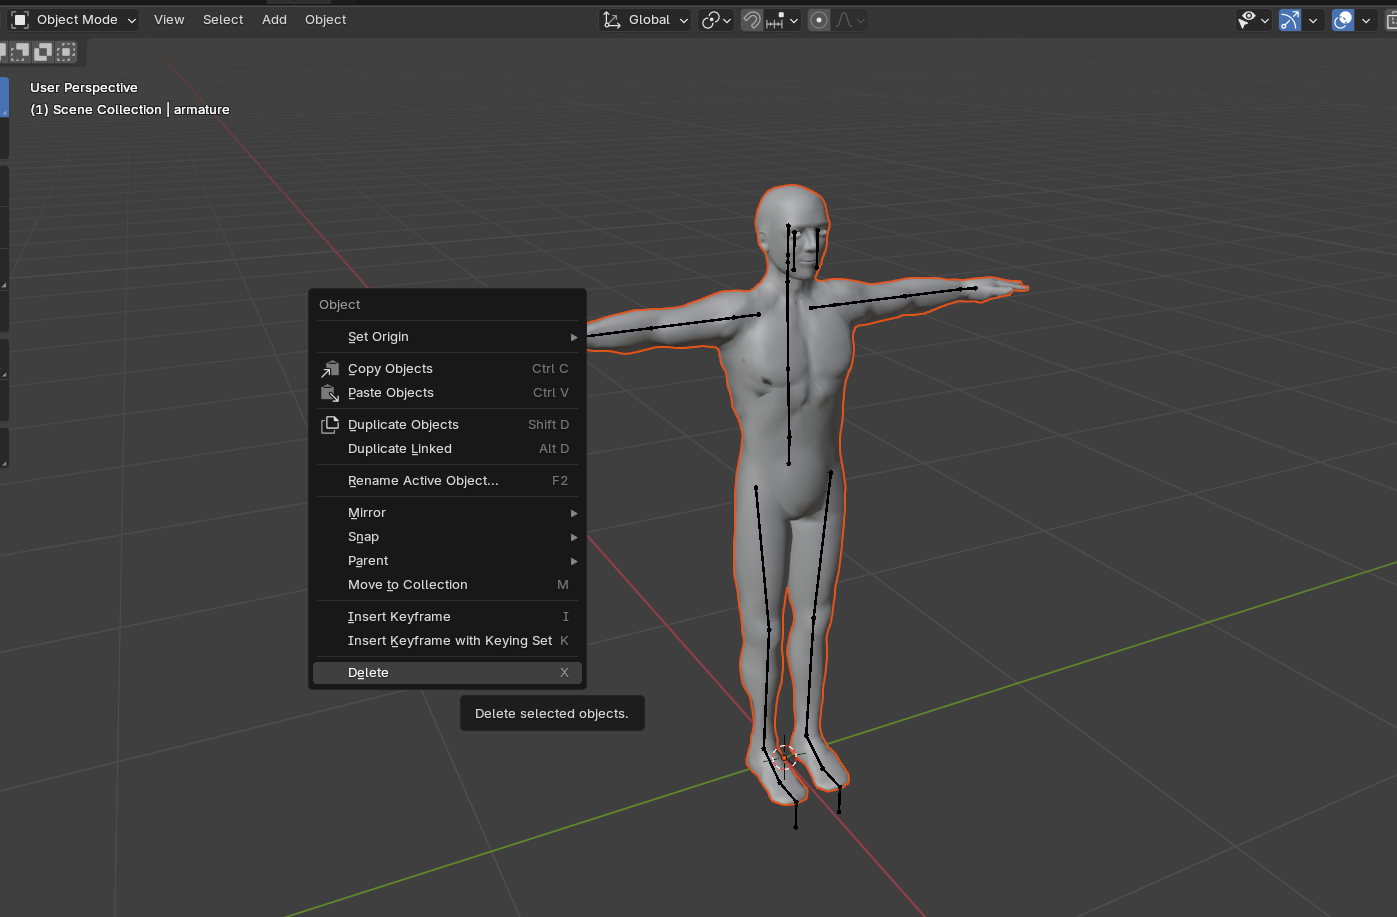 Object Mode View Select Add Object Global
User Perspective
(1) Scene Collection | armature
Object
Set Origin
Copy Objects Ctrl C
Paste Objects Ctrl V
Duplicate Objects Shift D
Duplicate Linked Alt D
Rename Active Object... F2
Mirror
Snap
Parent
Move to Collection M
Insert Keyframe I
Insert Keyframe with Keying Set K
Delete X
Delete selected objects.